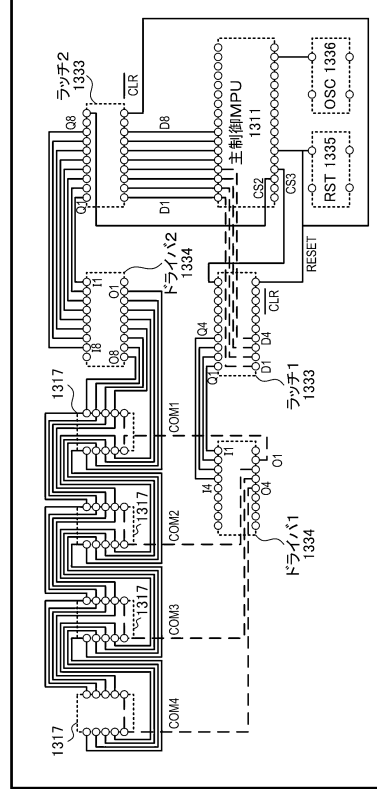 1317
COM4
COM3
1317
COM2
1317
COM1
1317
I8
I1
O8
O1
ドライバ2
1334
Q8
Q1
ラッチ2
1333
CLR
D8
D1
主制御MPU
1311
CS2
CS3
OSC 1336
RST 1335
RESET
Q4
Q1
CLR
D4
D1
ラッチ1
1333
I4
I1
O1
O4
ドライバ1
1334